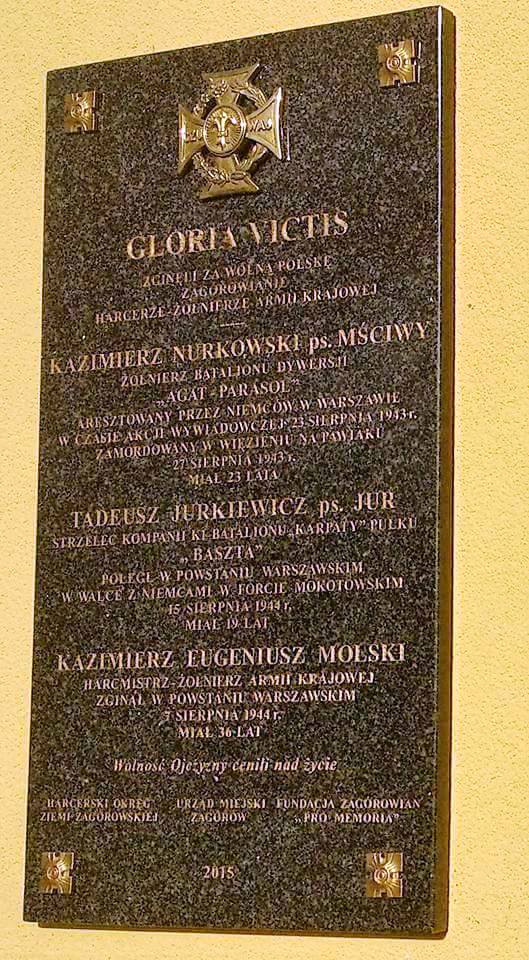 GLORIA VICTIS
ZGINĘLI ZA WOLNĄ POLSKĘ
ZAGÓROWIANIE
HARCERZE-ŻOŁNIERZE ARMII KRAJOWEJ
KAZIMIERZ NURKOWSKI ps. MŚCIWY
ŻOŁNIERZ BATALIONU DYWERSJI
„AGAT - PARASOL"
ARESZTOWANY PRZEZ NIEMCÓW W WARSZAWIE
W CZASIE AKCJI WYWIADOWCZEJ 23 SIERPNIA 1943 r.
ZAMORDOWANY W WIĘZIENIU NA PAWIAKU
27 SIERPNIA 1943 r.
MIAŁ 23 LATA
TADEUSZ JURKIEWICZ ps. JUR
STRZELEC KOMPANII K1-BATALIONU „KARPATY" PUŁKU
„BASZTA"
POLEGŁ W POWSTANIU WARSZAWSKIM
W WALCE Z NIEMCAMI W FORCIE MOKOTOWSKIM
15 SIERPNIA 1944 r.
MIAŁ 19 LAT
KAZIMIERZ EUGENIUSZ MOLSKI
HARCMISTRZ-ŻOŁNIERZ ARMII KRAJOWEJ
ZGINĄŁ W POWSTANIU WARSZAWSKIM
7 SIERPNIA 1944 r.
MIAŁ 36 LAT
Wolność Ojczyzny cenili nad życie
HARCERSKI OKRĘG URZĄD MIEJSKI FUNDACJA ZAGÓROWIAN
ZIEMI ZAGÓROWSKIEJ ZAGÓRÓW „PRO MEMORIA"
2015